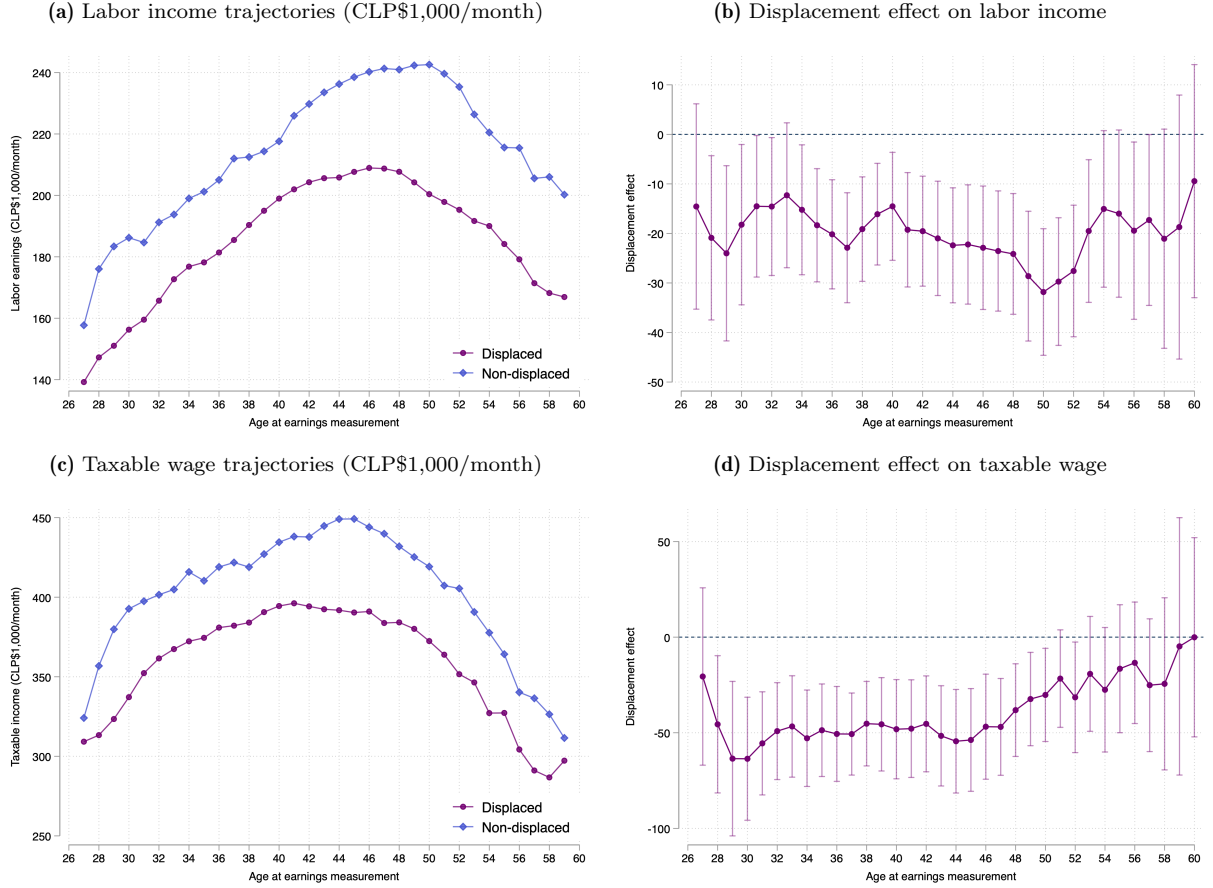 (a) Labor income trajectories (CLP$1,000/month)
240
220
200
180
160
140
Labor earnings (CLP$1,000/month)
Displaced
Non-displaced
26 28 30 32 34 36 38 40 42 44 46 48 50 52 54 56 58 60
Age at earnings measurement
(b) Displacement effect on labor income
10
0
-10
-20
-30
-40
-50
Displacement effect
26 28 30 32 34 36 38 40 42 44 46 48 50 52 54 56 58 60
Age at earnings measurement
(c) Taxable wage trajectories (CLP$1,000/month)
450
400
350
300
250
Taxable income (CLP$1,000/month)
Displaced
Non-displaced
26 28 30 32 34 36 38 40 42 44 46 48 50 52 54 56 58 60
Age at earnings measurement
(d) Displacement effect on taxable wage
50
0
-50
-100
Displacement effect
26 28 30 32 34 36 38 40 42 44 46 48 50 52 54 56 58 60
Age at earnings measurement